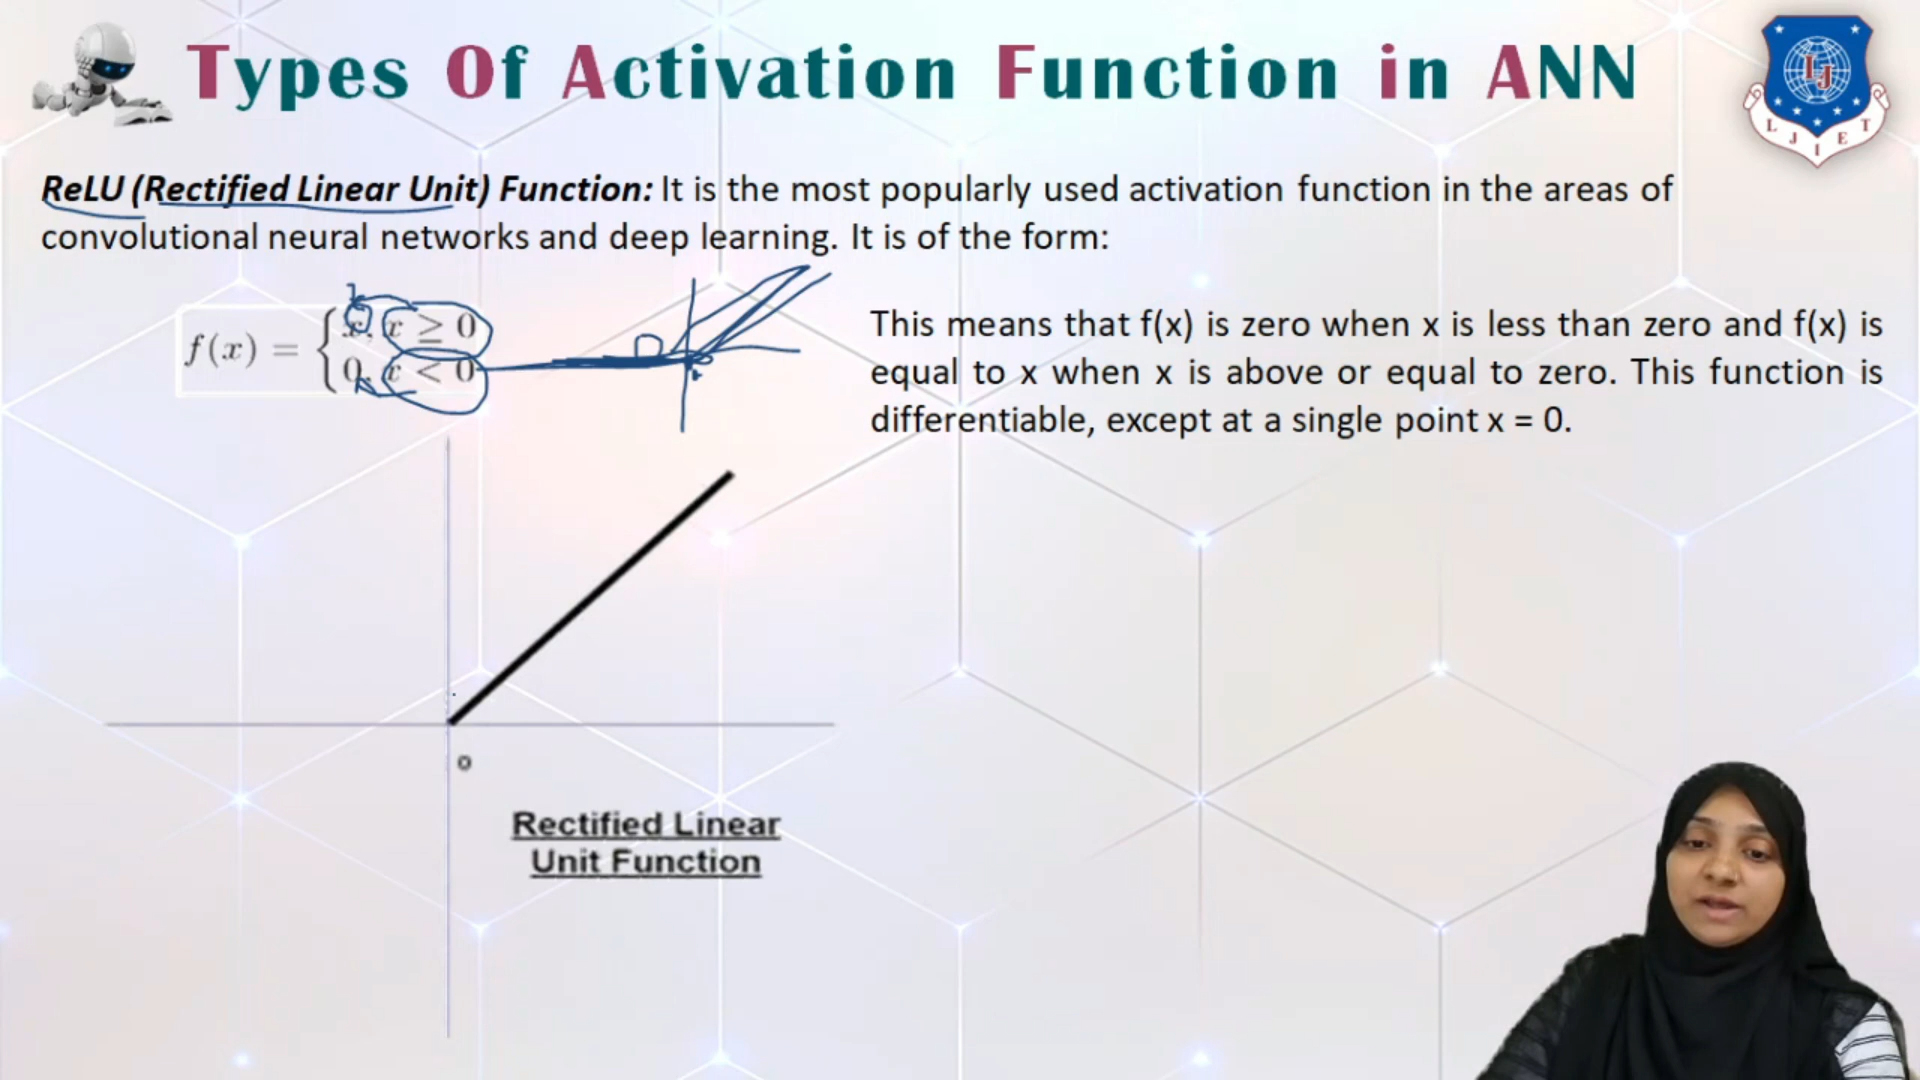 Types Of Activation Function in ANN
LJ
L J I E T
ReLU (Rectified Linear Unit) Function: It is the most popularly used activation function in the areas of
convolutional neural networks and deep learning. It is of the form:
f(x) = { x, x ≥ 0
0, x < 0
This means that f(x) is zero when x is less than zero and f(x) is
equal to x when x is above or equal to zero. This function is
differentiable, except at a single point x = 0.
0
Rectified Linear
Unit Function